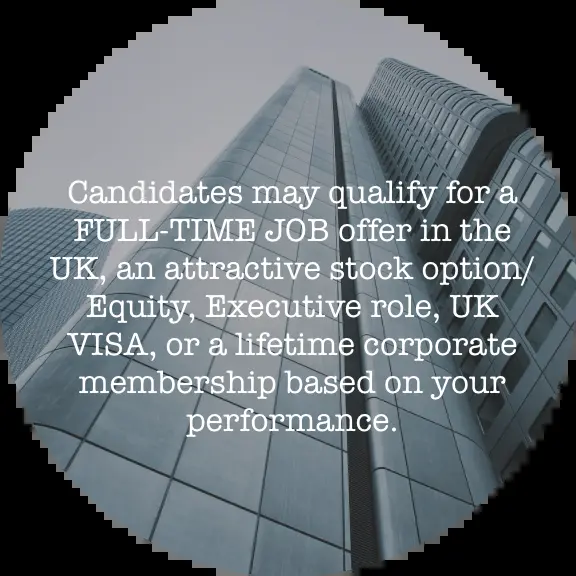 Candidates may qualify for a
FULL-TIME JOB offer in the
UK, an attractive stock option/
Equity, Executive role, UK
VISA, or a lifetime corporate
membership based on your
performance.